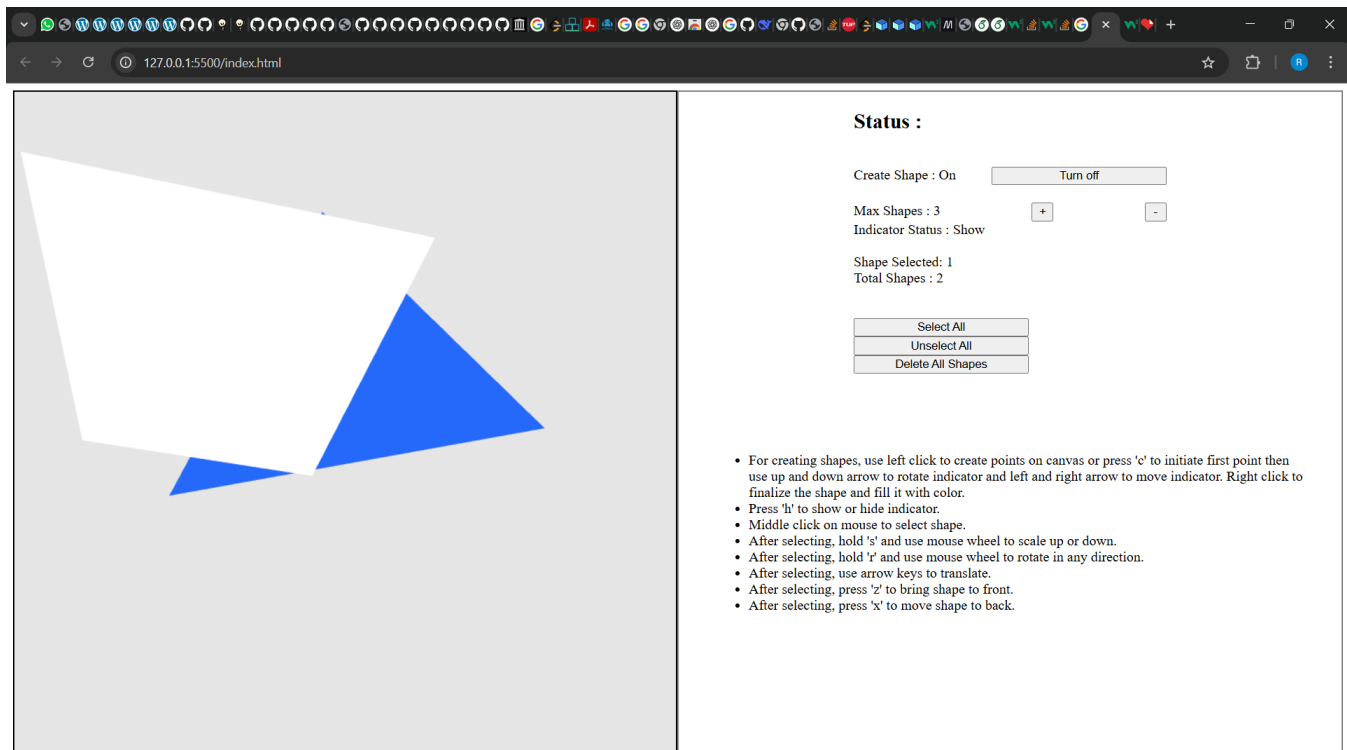 127.0.0.1:5500/index.html
R
Status :
Create Shape : On
Turn off
Max Shapes : 3
+
-
Indicator Status : Show
Shape Selected: 1
Total Shapes : 2
Select All
Unselect All
Delete All Shapes
• For creating shapes, use left click to create points on canvas or press 'c' to initiate first point then
use up and down arrow to rotate indicator and left and right arrow to move indicator. Right click to
finalize the shape and fill it with color.
• Press 'h' to show or hide indicator.
• Middle click on mouse to select shape.
• After selecting, hold 's' and use mouse wheel to scale up or down.
• After selecting, hold 'r' and use mouse wheel to rotate in any direction.
• After selecting, use arrow keys to translate.
• After selecting, press 'z' to bring shape to front.
• After selecting, press 'x' to move shape to back.